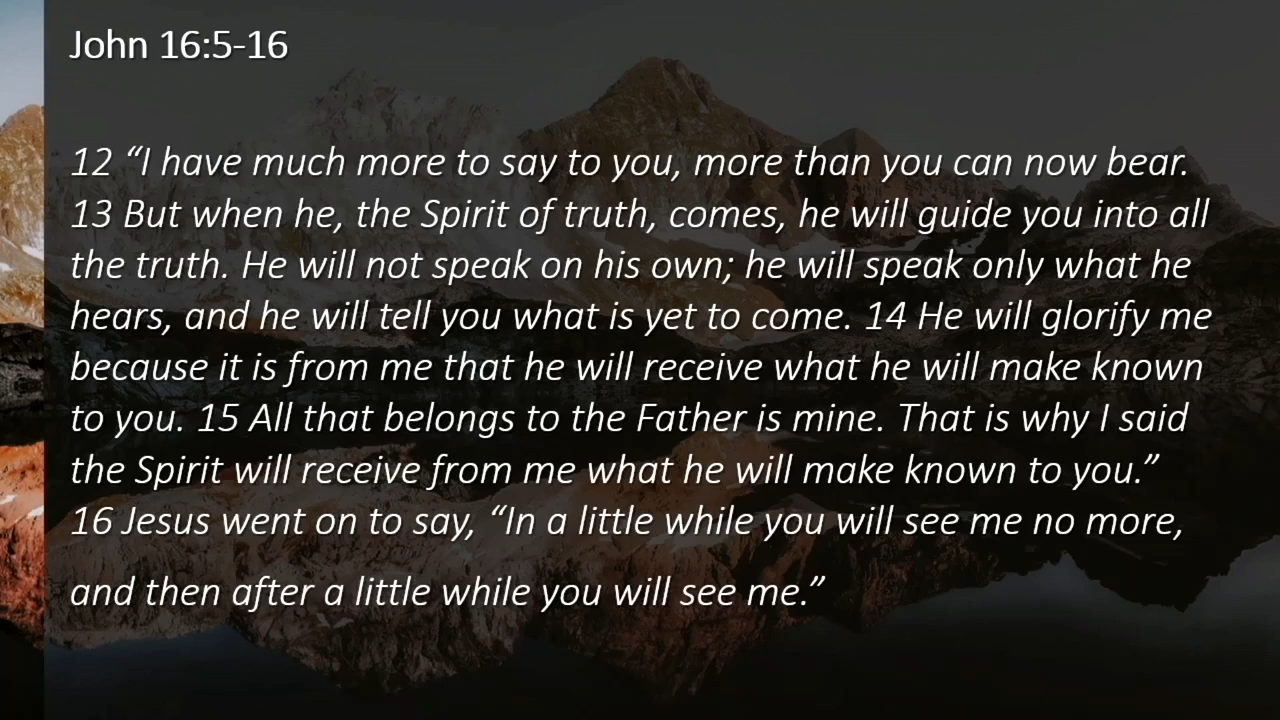 John 16:5-16
12 “I have much more to say to you, more than you can now bear.
13 But when he, the Spirit of truth, comes, he will guide you into all
the truth. He will not speak on his own; he will speak only what he
hears, and he will tell you what is yet to come. 14 He will glorify me
because it is from me that he will receive what he will make known
to you. 15 All that belongs to the Father is mine. That is why I said
the Spirit will receive from me what he will make known to you.”
16 Jesus went on to say, “In a little while you will see me no more,
and then after a little while you will see me.”